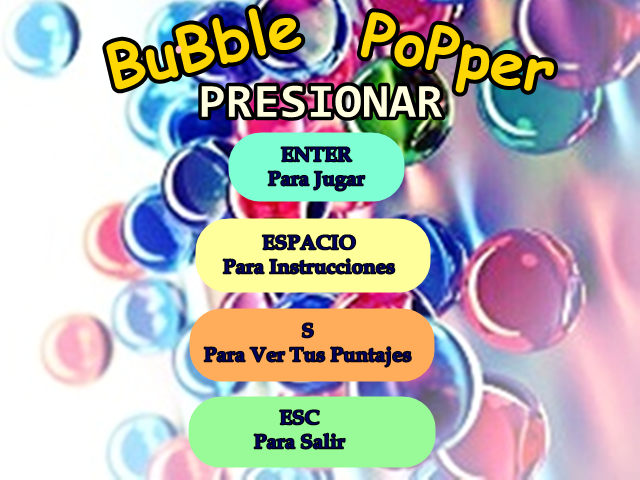 BuBble PoPper
PRESIONAR
ENTER
Para Jugar
ESPACIO
Para Instrucciones
S
Para Ver Tus Puntajes
ESC
Para Salir